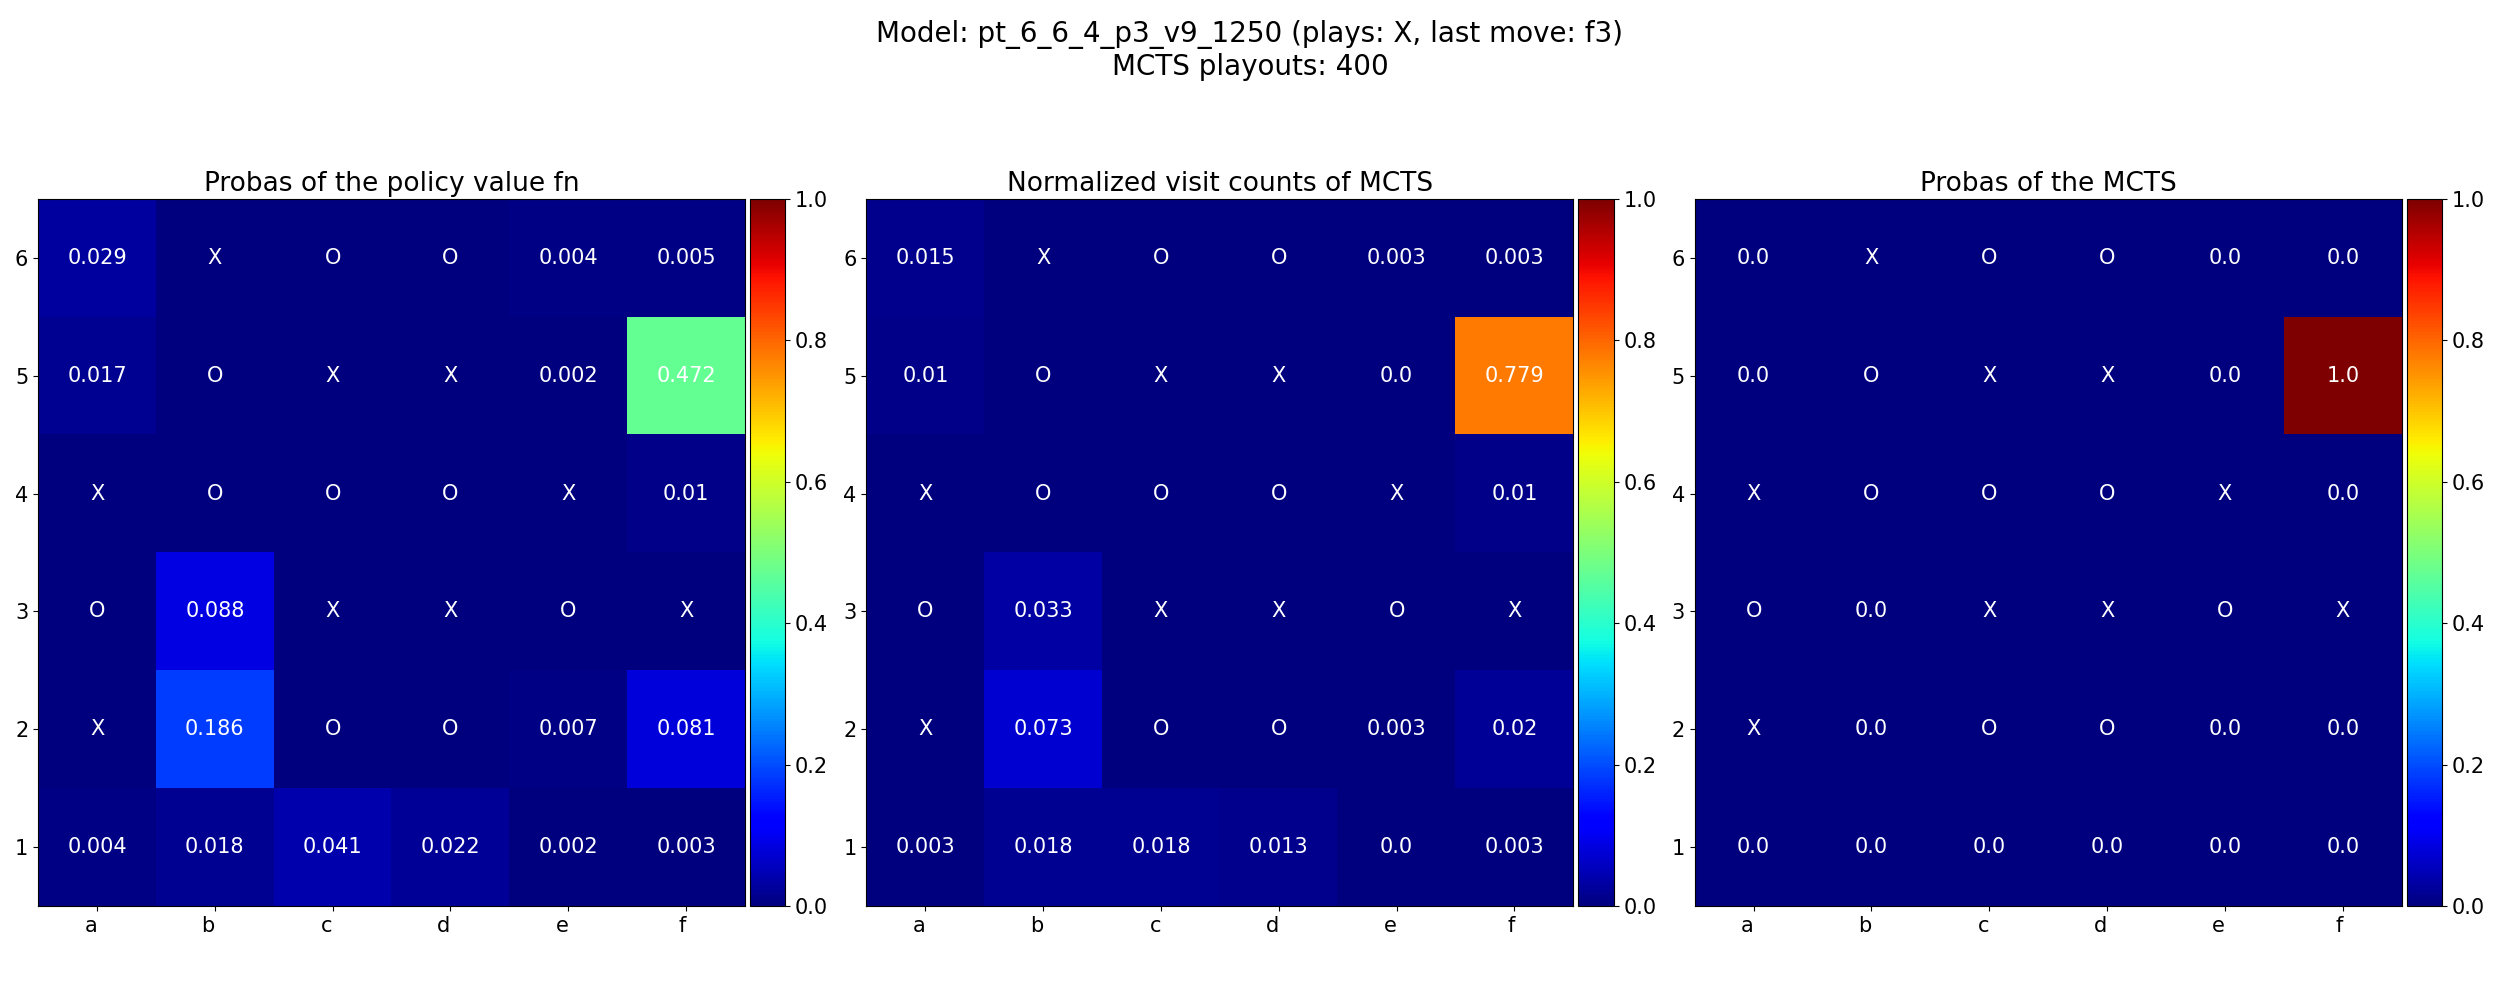 Model: pt_6_6_4_p3_v9_1250 (plays: X, last move: f3)
MCTS playouts: 400
Probas of the policy value fn
6 0.029 X O O 0.004 0.005
5 0.017 O X X 0.002 0.472
4 X O O O X 0.01
3 O 0.088 X X O X
2 X 0.186 O O 0.007 0.081
1 0.004 0.018 0.041 0.022 0.002 0.003
a b c d e f
1.0
0.8
0.6
0.4
0.2
0.0
Normalized visit counts of MCTS
6 0.015 X O O 0.003 0.003
5 0.01 O X X 0.0 0.779
4 X O O O X 0.01
3 O 0.033 X X O X
2 X 0.073 O O 0.003 0.02
1 0.003 0.018 0.018 0.013 0.0 0.003
a b c d e f
1.0
0.8
0.6
0.4
0.2
0.0
Probas of the MCTS
6 0.0 X O O 0.0 0.0
5 0.0 O X X 0.0 1.0
4 X O O O X 0.0
3 O 0.0 X X O X
2 X 0.0 O O 0.0 0.0
1 0.0 0.0 0.0 0.0 0.0 0.0
a b c d e f
1.0
0.8
0.6
0.4
0.2
0.0